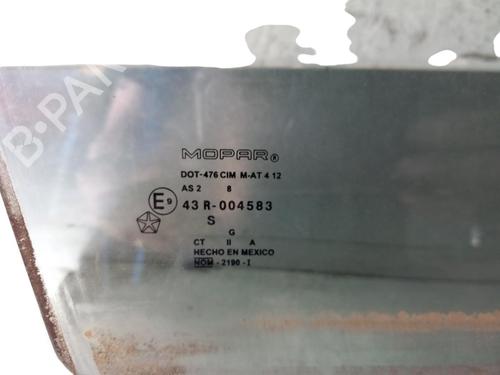 B-PARTS
MOPAR®
DOT-476 CIM M-AT 4 12
AS 2 8
E9 43 R-004583
S
G
CT II A
HECHO EN MEXICO
NOM - 2190 - I